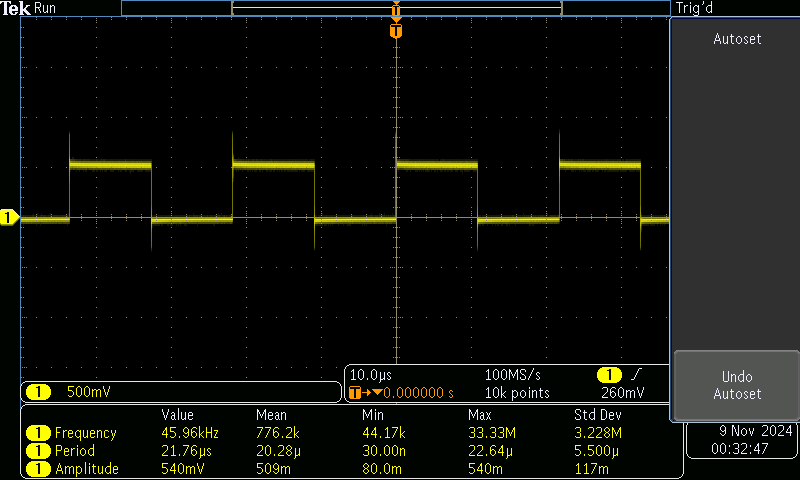 Tek Run Trig'd
T
T
Autoset
1
10.0µs 100MS/s 1
1 500mV T→▼0.000000 s 10k points 260mV
Undo
Autoset
Value Mean Min Max Std Dev
1 Frequency 45.96kHz 776.2k 44.17k 33.33M 3.228M
1 Period 21.76µs 20.28µ 30.00n 22.64µ 5.500µ
1 Amplitude 540mV 509m 80.0m 540m 117m
9 Nov 2024
00:32:47